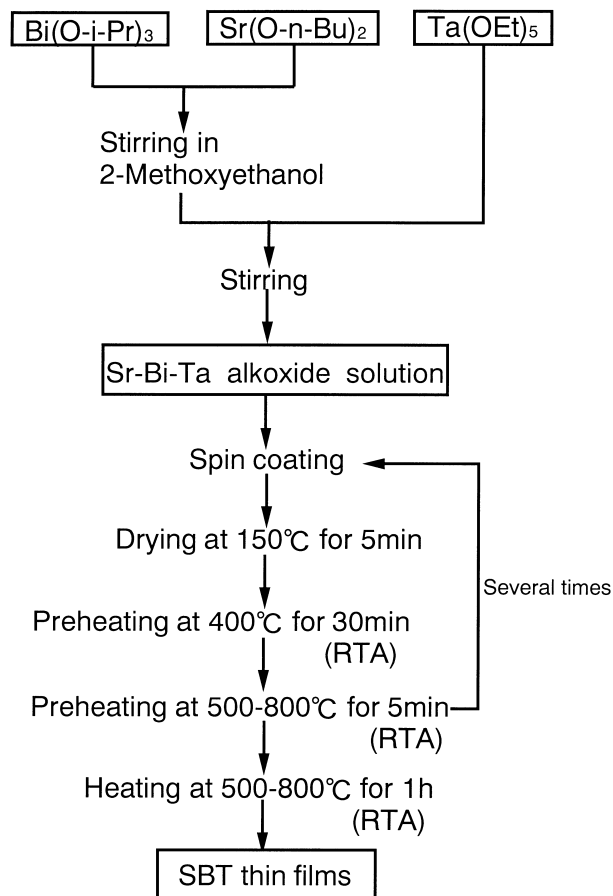 Bi(O-i-Pr)₃ Sr(O-n-Bu)₂ Ta(OEt)₅
Stirring in
2-Methoxyethanol
Stirring
Sr-Bi-Ta alkoxide solution
Spin coating
Drying at 150℃ for 5min
Several times
Preheating at 400℃ for 30min
(RTA)
Preheating at 500-800℃ for 5min
(RTA)
Heating at 500-800℃ for 1h
(RTA)
SBT thin films